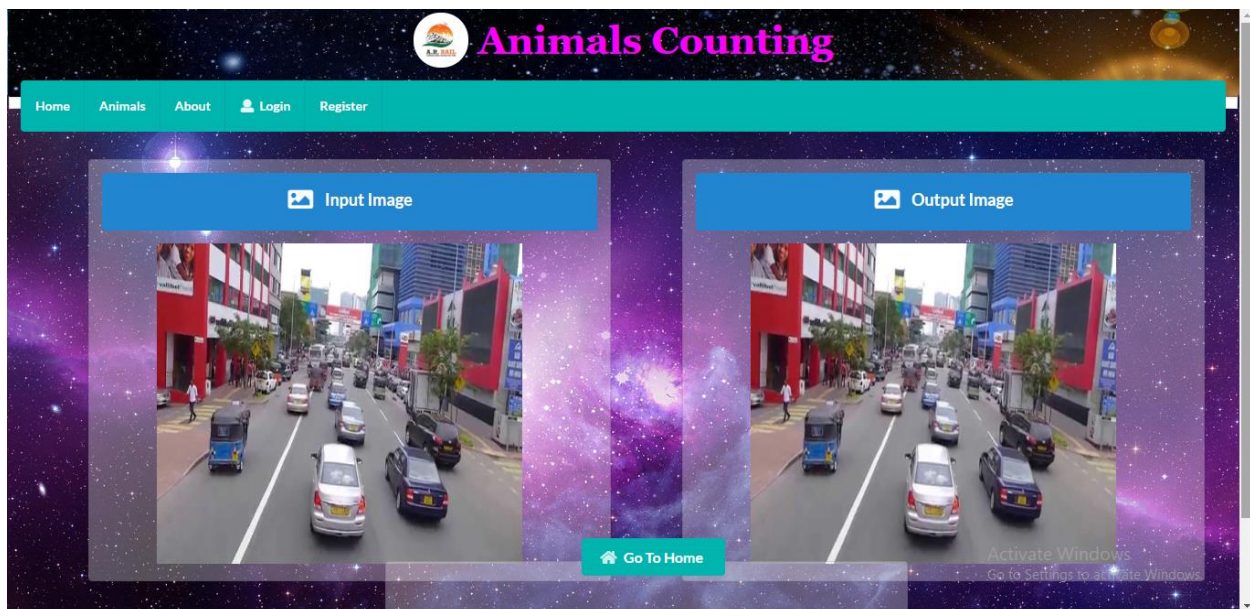 Animals Counting
Home
Animals
About
Login
Register
Input Image
Output Image
Go To Home
Activate Windows
Go to Settings to activate Windows.